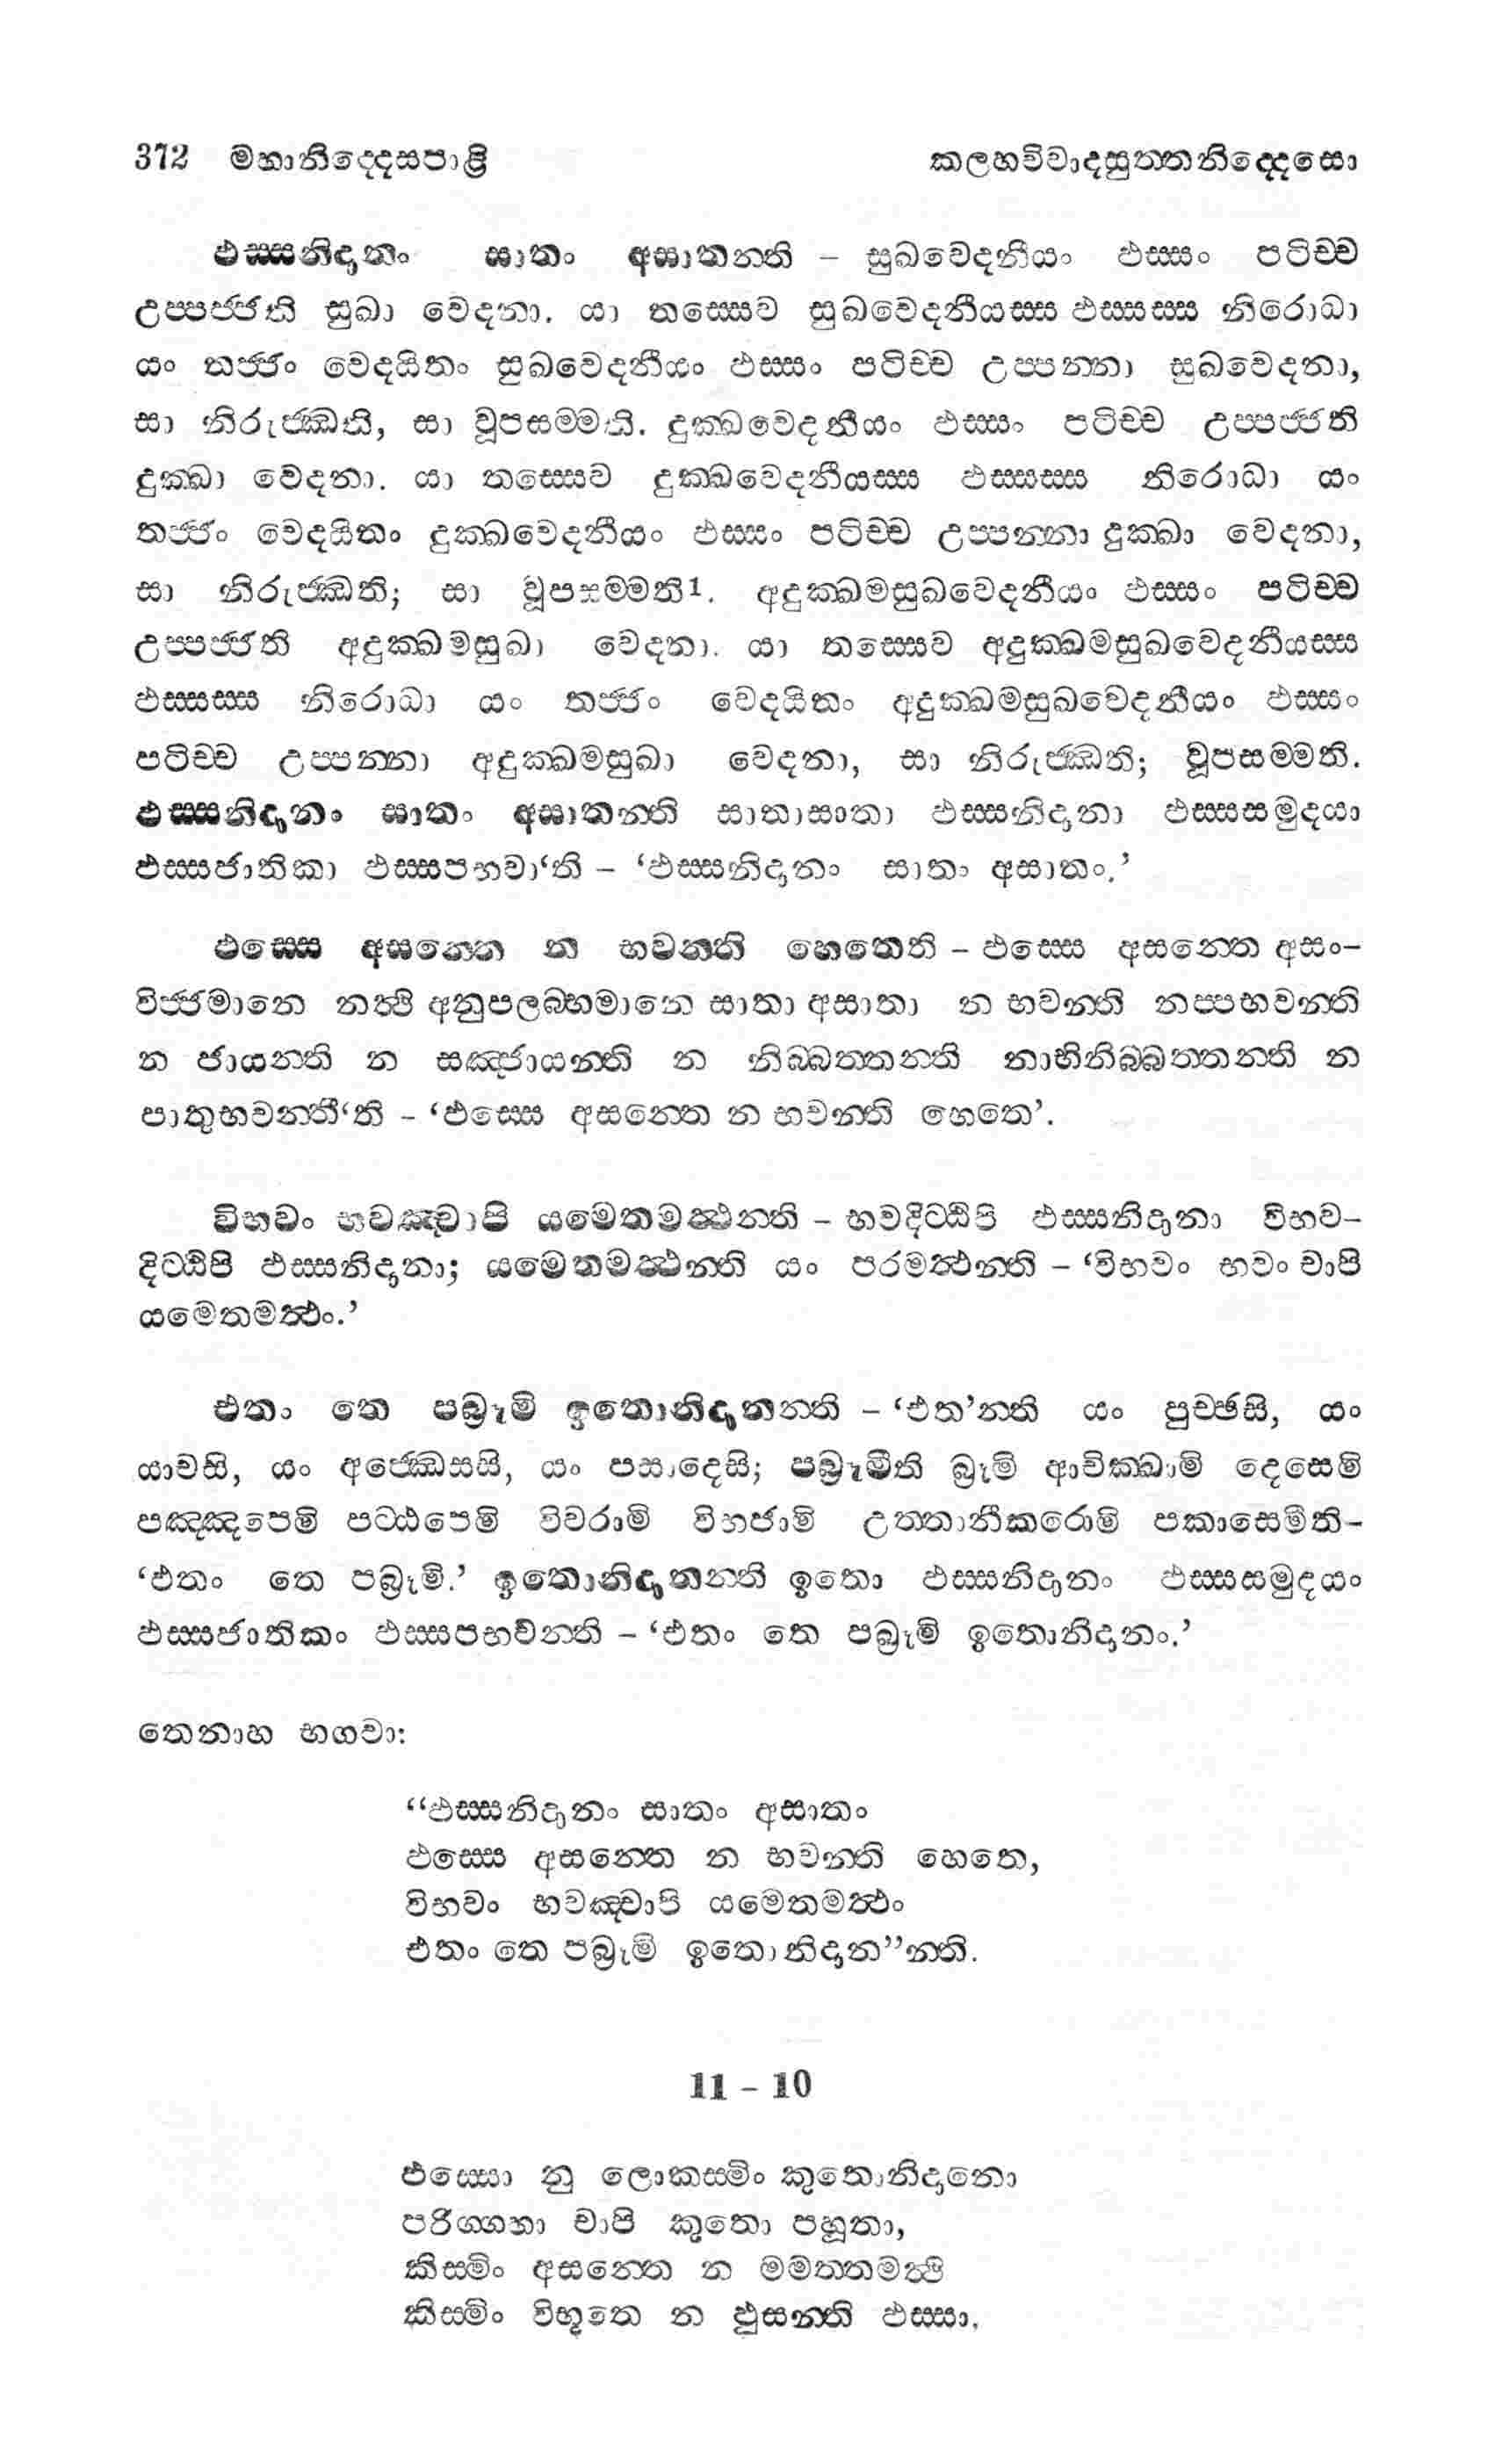 372 මහානිද්දෙසපාළි කලහවිවාදසුත්තනිද්දෙසො
ඵස්සනිදානං සාතං අසාතන්ති – සුඛවෙදනීයං ඵස්සං පටිච්ච
උප්පජ්ජති සුඛා වෙදනා. යා තස්සෙව සුඛවෙදනීයස්ස ඵස්සස්ස නිරොධා
යං තජ්ජං වෙදයිතං සුඛවෙදනීයං ඵස්සං පටිච්ච උප්පන්නා සුඛවෙදනා,
සා නිරුජ්ඣති, සා වූපසම්මති. දුක්ඛවෙදනීයං ඵස්සං පටිච්ච උප්පජ්ජති
දුක්ඛා වෙදනා. යා තස්සෙව දුක්ඛවෙදනීයස්ස ඵස්සස්ස නිරොධා යං
තජ්ජං වෙදයිතං දුක්ඛවෙදනීයං ඵස්සං පටිච්ච උප්පන්නා දුක්ඛා වෙදනා,
සා නිරුජ්ඣති; සා වූපසම්මති1. අදුක්ඛමසුඛවෙදනීයං ඵස්සං පටිච්ච
උප්පජ්ජති අදුක්ඛමසුඛා වෙදනා. යා තස්සෙව අදුක්ඛමසුඛවෙදනීයස්ස
ඵස්සස්ස නිරොධා යං තජ්ජං වෙදයිතං අදුක්ඛමසුඛවෙදනීයං ඵස්සං
පටිච්ච උප්පන්නා අදුක්ඛමසුඛා වෙදනා, සා නිරුජ්ඣති; වූපසම්මති.
ඵස්සනිදානං සාතං අසාතන්ති සාතාසාතා ඵස්සනිදානා ඵස්සසමුදයා
ඵස්සජාතිකා ඵස්සපභවා‘ති – ‘ඵස්සනිදානං සාතං අසාතං.’
ඵස්සෙ අසන්තෙ න භවන්ති හෙතෙති – ඵස්සෙ අසන්තෙ අසං–
විජ්ජමානෙ නත්ථි අනුපලබ්භමානෙ සාතා අසාතා න භවන්ති නප්පභවන්ති
න ජායන්ති න සඤ්ජායන්ති න නිබ්බත්තන්ති නාභිනිබ්බත්තන්ති න
පාතුභවන්තී‘ති – ‘ඵස්සෙ අසන්තෙ න භවන්ති හෙතෙ’.
විභවං භවඤ්චාපි යමෙතමත්ථන්ති – භවදිට්ඨිපි ඵස්සනිදානා විභව–
දිට්ඨිපි ඵස්සනිදානා; යමෙතමත්ථන්ති යං පරමත්ථන්ති – ‘විභවං භවං චාපි
යමෙතමත්ථං.’
එතං තෙ පබ්‍රූමි ඉතොනිදානන්ති – ‘එත’න්ති යං පුච්ඡසි, යං
යාචසි, යං අජ්ඣෙසසි, යං පසාදෙසි; පබ්‍රූමීති බ්‍රූමි ආචික්ඛාමි දෙසෙමි
පඤ්ඤපෙමි පට්ඨපෙමි විවරාමි විභජාමි උත්තානීකරොමි පකාසෙමීති–
‘එතං තෙ පබ්‍රූමි.’ ඉතොනිදානන්ති ඉතො ඵස්සනිදානං ඵස්සසමුදයං
ඵස්සජාතිකං ඵස්සපභවන්ති – ‘එතං තෙ පබ්‍රූමි ඉතොනිදානං.’
තෙනාහ භගවා:
“ඵස්සනිදානං සාතං අසාතං
ඵස්සෙ අසන්තෙ න භවන්ති හෙතෙ,
විභවං භවඤ්චාපි යමෙතමත්ථං
එතං තෙ පබ්‍රූමි ඉතොනිදාන”න්ති.
11 – 10
ඵස්සො නු ලොකස්මිං කුතොනිදානො
පරිග්ගහා චාපි කුතො පහූතා,
කිස්මිං අසන්තෙ න මමත්තමත්ථි
කිස්මිං විභූතෙ න ඵුසන්ති ඵස්සා.